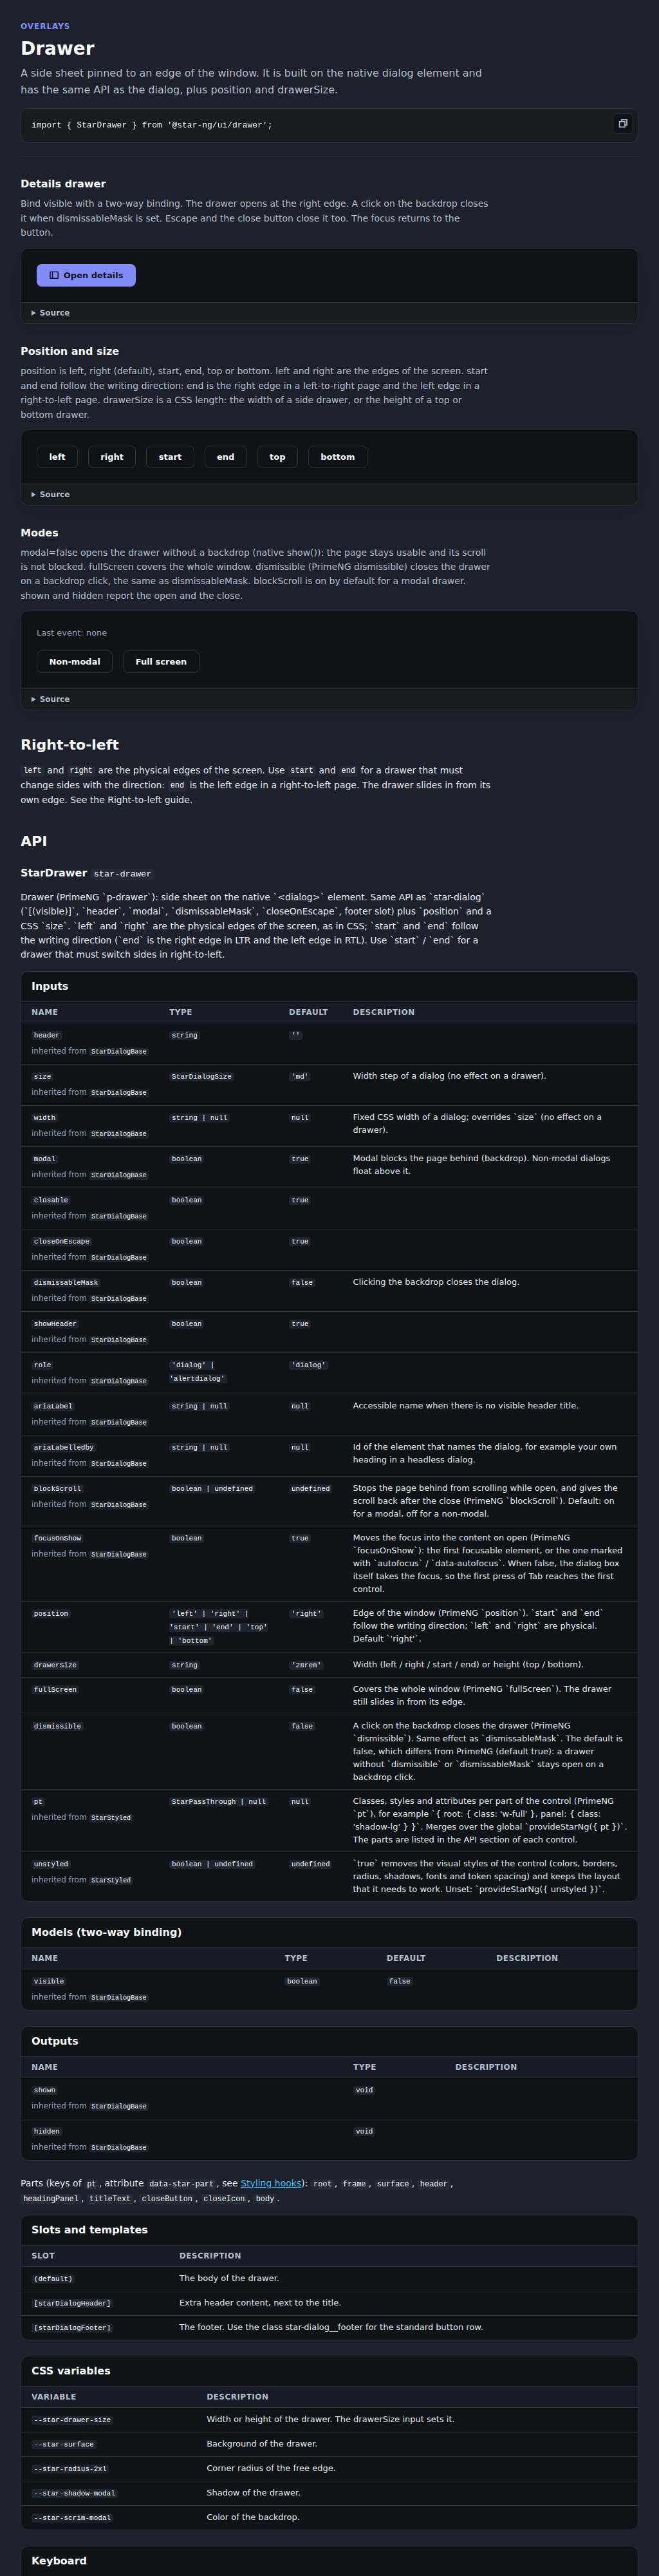 OVERLAYS
Drawer
A side sheet pinned to an edge of the window. It is built on the native dialog element and
has the same API as the dialog, plus position and drawerSize.
import { StarDrawer } from '@star-ng/ui/drawer';
Details drawer
Bind visible with a two-way binding. The drawer opens at the right edge. A click on the backdrop closes
it when dismissableMask is set. Escape and the close button close it too. The focus returns to the
button.
Open details
Source
Position and size
position is left, right (default), start, end, top or bottom. left and right are the edges of the screen. start
and end follow the writing direction: end is the right edge in a left-to-right page and the left edge in a
right-to-left page. drawerSize is a CSS length: the width of a side drawer, or the height of a top or
bottom drawer.
left right start end top bottom
Source
Modes
modal=false opens the drawer without a backdrop (native show()): the page stays usable and its scroll
is not blocked. fullScreen covers the whole window. dismissible (PrimeNG dismissible) closes the drawer
on a backdrop click, the same as dismissableMask. blockScroll is on by default for a modal drawer.
shown and hidden report the open and the close.
Last event: none
Non-modal Full screen
Source
Right-to-left
left and right are the physical edges of the screen. Use start and end for a drawer that must
change sides with the direction: end is the left edge in a right-to-left page. The drawer slides in from its
own edge. See the Right-to-left guide.
API
StarDrawer star-drawer
Drawer (PrimeNG `p-drawer`): side sheet on the native `<dialog>` element. Same API as `star-dialog`
(`[(visible)]`, `header`, `modal`, `dismissableMask`, `closeOnEscape`, footer slot) plus `position` and a
CSS `size`. `left` and `right` are the physical edges of the screen, as in CSS; `start` and `end` follow
the writing direction (`end` is the right edge in LTR and the left edge in RTL). Use `start` / `end` for a
drawer that must switch sides in right-to-left.
Inputs
NAME TYPE DEFAULT DESCRIPTION
header string ''
inherited from StarDialogBase
size StarDialogSize 'md' Width step of a dialog (no effect on a drawer).
inherited from StarDialogBase
width string | null null Fixed CSS width of a dialog; overrides `size` (no effect on a
drawer).
inherited from StarDialogBase
modal boolean true Modal blocks the page behind (backdrop). Non-modal dialogs
float above it.
inherited from StarDialogBase
closable boolean true
inherited from StarDialogBase
closeOnEscape boolean true
inherited from StarDialogBase
dismissableMask boolean false Clicking the backdrop closes the dialog.
inherited from StarDialogBase
showHeader boolean true
inherited from StarDialogBase
role 'dialog' | 'dialog'
'alertdialog'
inherited from StarDialogBase
ariaLabel string | null null Accessible name when there is no visible header title.
inherited from StarDialogBase
ariaLabelledby string | null null Id of the element that names the dialog, for example your own
heading in a headless dialog.
inherited from StarDialogBase
blockScroll boolean | undefined undefined Stops the page behind from scrolling while open, and gives the
scroll back after the close (PrimeNG `blockScroll`). Default: on
inherited from StarDialogBase
for a modal, off for a non-modal.
focusOnShow boolean true Moves the focus into the content on open (PrimeNG
`focusOnShow`): the first focusable element, or the one marked
inherited from StarDialogBase
with `autofocus` / `data-autofocus`. When false, the dialog box
itself takes the focus, so the first press of Tab reaches the first
control.
position 'left' | 'right' | 'right' Edge of the window (PrimeNG `position`). `start` and `end`
'start' | 'end' | 'top' follow the writing direction; `left` and `right` are physical.
| 'bottom' Default `'right'`.
drawerSize string '28rem' Width (left / right / start / end) or height (top / bottom).
fullScreen boolean false Covers the whole window (PrimeNG `fullScreen`). The drawer
still slides in from its edge.
dismissible boolean false A click on the backdrop closes the drawer (PrimeNG
`dismissible`). Same effect as `dismissableMask`. The default is
false, which differs from PrimeNG (default true): a drawer
without `dismissible` or `dismissableMask` stays open on a
backdrop click.
pt StarPassThrough | null null Classes, styles and attributes per part of the control (PrimeNG
`pt`), for example `{ root: { class: 'w-full' }, panel: { class:
inherited from StarStyled
'shadow-lg' } }`. Merges over the global `provideStarNg({ pt })`.
The parts are listed in the API section of each control.
unstyled boolean | undefined undefined `true` removes the visual styles of the control (colors, borders,
radius, shadows, fonts and token spacing) and keeps the layout
inherited from StarStyled
that it needs to work. Unset: `provideStarNg({ unstyled })`.
Models (two-way binding)
NAME TYPE DEFAULT DESCRIPTION
visible boolean false
inherited from StarDialogBase
Outputs
NAME TYPE DESCRIPTION
shown void
inherited from StarDialogBase
hidden void
inherited from StarDialogBase
Parts (keys of pt, attribute data-star-part, see Styling hooks): root, frame, surface, header,
headingPanel, titleText, closeButton, closeIcon, body.
Slots and templates
SLOT DESCRIPTION
(default) The body of the drawer.
[starDialogHeader] Extra header content, next to the title.
[starDialogFooter] The footer. Use the class star-dialog__footer for the standard button row.
CSS variables
VARIABLE DESCRIPTION
--star-drawer-size Width or height of the drawer. The drawerSize input sets it.
--star-surface Background of the drawer.
--star-radius-2xl Corner radius of the free edge.
--star-shadow-modal Shadow of the drawer.
--star-scrim-modal Color of the backdrop.
Keyboard